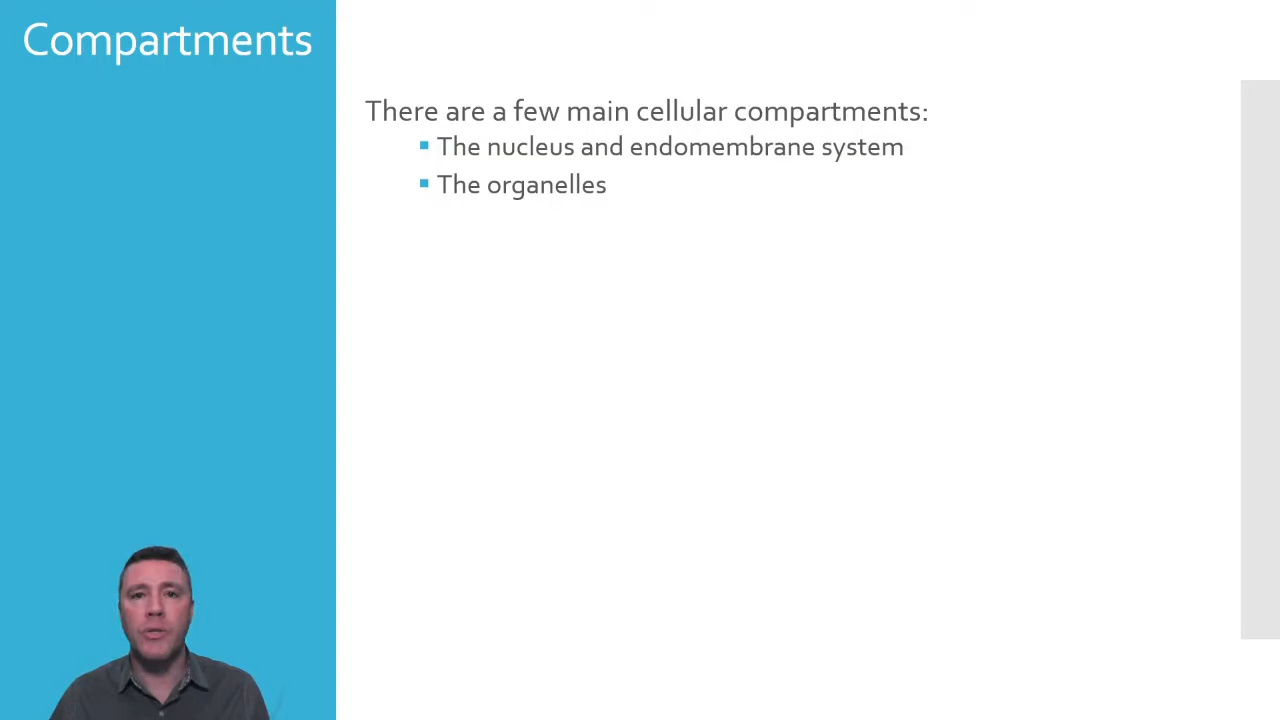 Compartments
There are a few main cellular compartments:
The nucleus and endomembrane system
The organelles